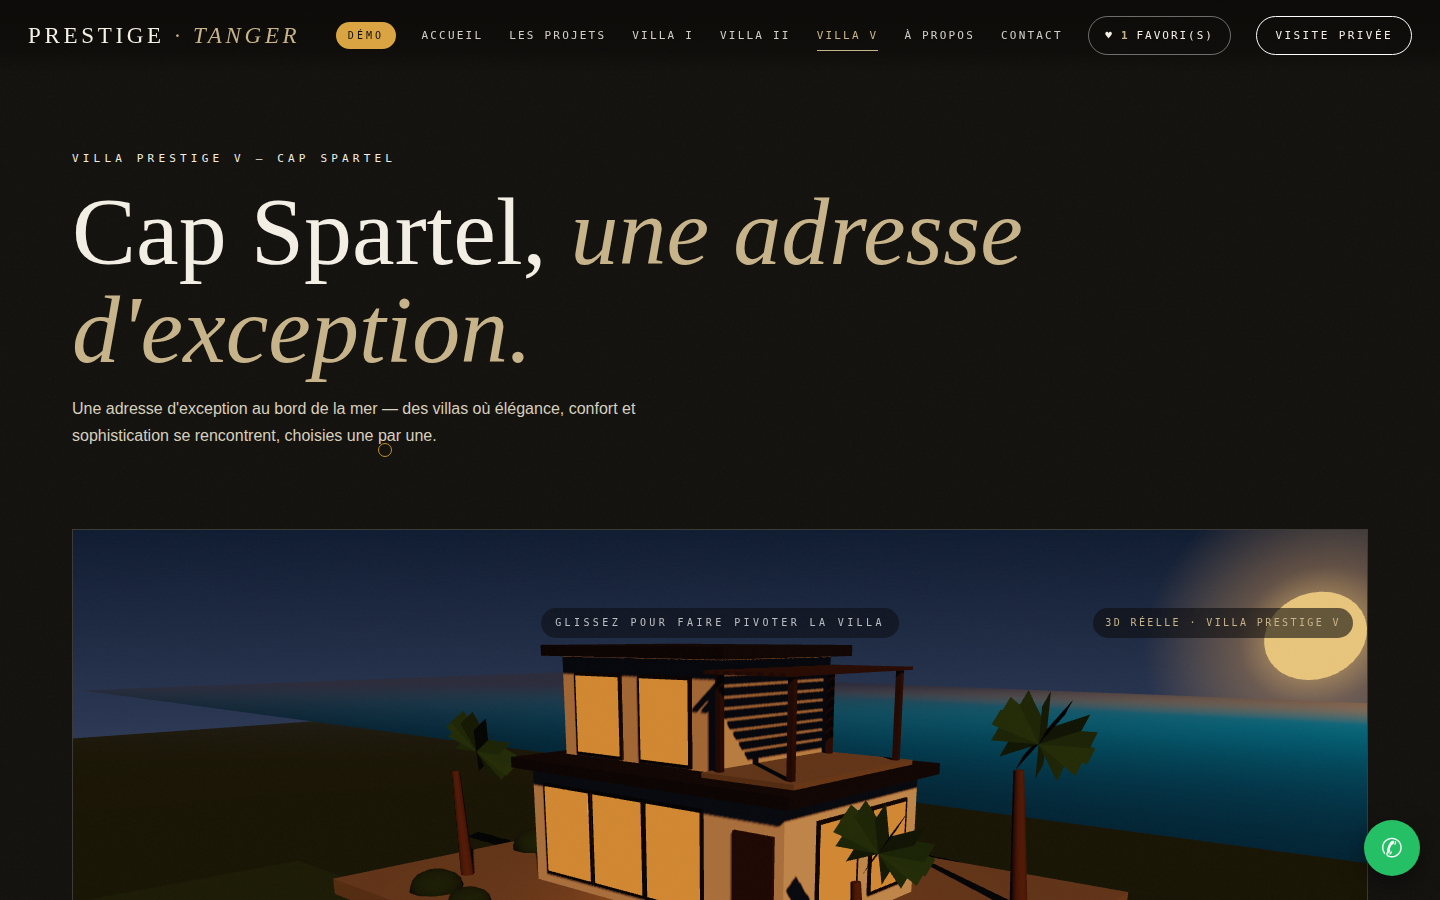 PRESTIGE · TANGER
DÉMO
ACCUEIL
LES PROJETS
VILLA I
VILLA II
VILLA V
À PROPOS
CONTACT
♥ 1 FAVORI(S)
VISITE PRIVÉE
VILLA PRESTIGE V — CAP SPARTEL
Cap Spartel, une adresse
d'exception.
Une adresse d'exception au bord de la mer — des villas où élégance, confort et
sophistication se rencontrent, choisies une par une.
GLISSEZ POUR FAIRE PIVOTER LA VILLA
3D RÉELLE · VILLA PRESTIGE V